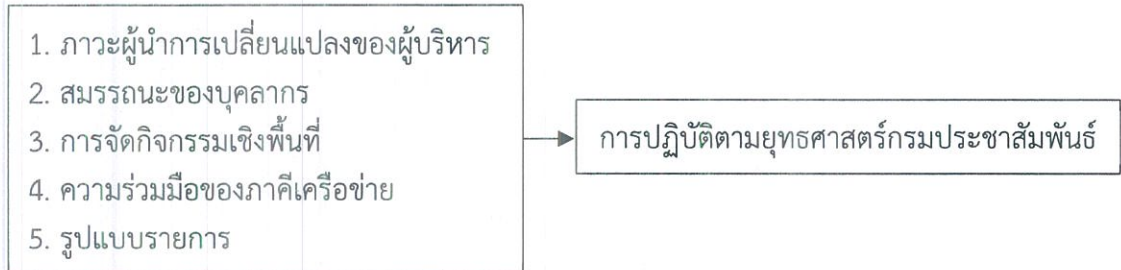 1. ภาวะผู้นำการเปลี่ยนแปลงของผู้บริหาร
2. สมรรถนะของบุคลากร
3. การจัดกิจกรรมเชิงพื้นที่
4. ความร่วมมือของภาคีเครือข่าย
5. รูปแบบรายการ
การปฏิบัติตามยุทธศาสตร์กรมประชาสัมพันธ์